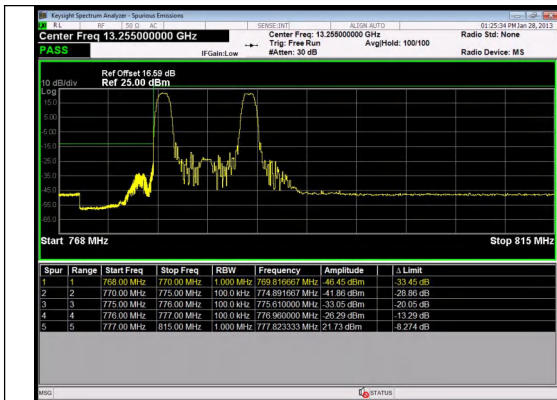 Keysight Spectrum Analyzer - Spurious Emissions
RL RF 50 Ω AC SENSE:INT ALIGN AUTO 01:25:34 PM Jan 28, 2013
Center Freq 13.255000000 GHz Center Freq: 13.255000000 GHz Radio Std: None
Trig: Free Run Avg|Hold: 100/100
PASS IFGain:Low #Atten: 30 dB Radio Device: MS
Ref Offset 16.59 dB
10 dB/div Ref 25.00 dBm
Log
15.0
5.00
-5.00
-15.0
-25.0
-35.0
-45.0
-55.0
-65.0
Start 768 MHz Stop 815 MHz
Spur Range Start Freq Stop Freq RBW Frequency Amplitude Δ Limit
1 1 768.00 MHz 770.00 MHz 1.000 MHz 769.816667 MHz -46.45 dBm -33.45 dB
2 2 770.00 MHz 775.00 MHz 100.0 kHz 774.891667 MHz -41.86 dBm -28.86 dB
3 3 775.00 MHz 776.00 MHz 100.0 kHz 775.610000 MHz -33.05 dBm -20.05 dB
4 4 776.00 MHz 777.00 MHz 100.0 kHz 776.960000 MHz -26.29 dBm -13.29 dB
5 5 777.00 MHz 815.00 MHz 1.000 MHz 777.823333 MHz 21.73 dBm -8.274 dB
MSG STATUS